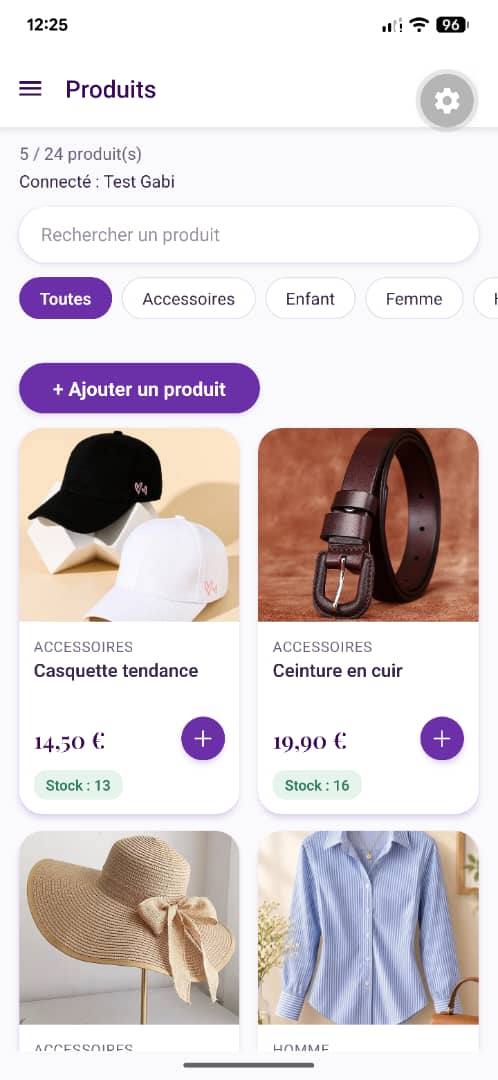 12:25
96
Produits
5 / 24 produit(s)
Connecté : Test Gabi
Rechercher un produit
Toutes Accessoires Enfant Femme
+ Ajouter un produit
ACCESSOIRES ACCESSOIRES
Casquette tendance Ceinture en cuir
14,50 € 19,90 €
Stock : 13 Stock : 16
ACCESSOIRES HOMME